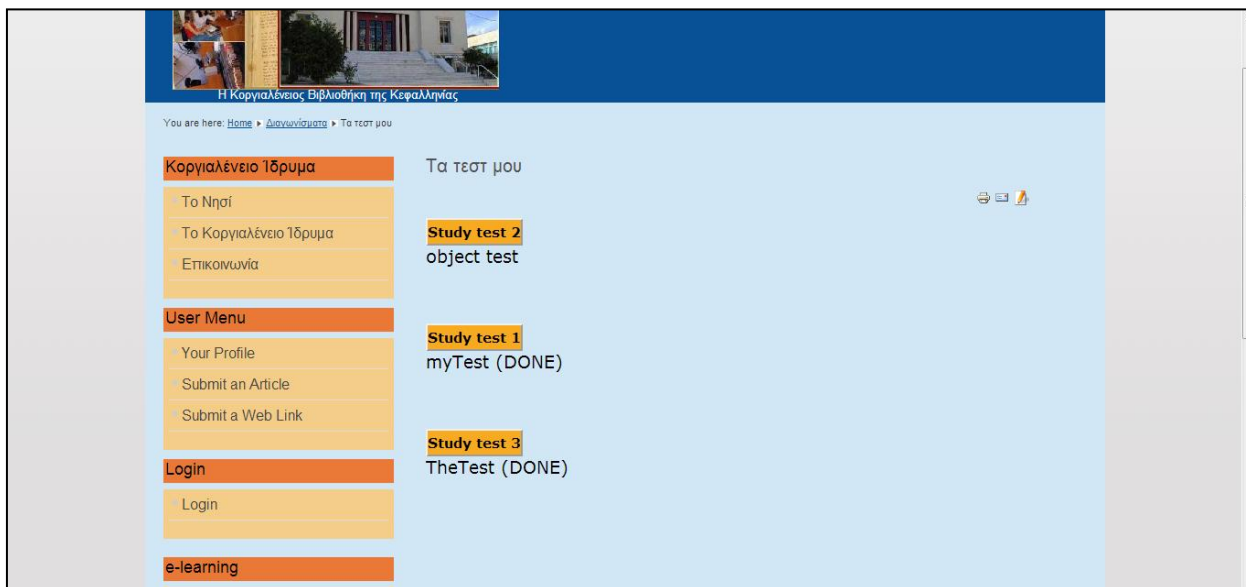 Η Κοργιαλένειος Βιβλιοθήκη της Κεφαλληνίας
You are here: Home ▸ Διαγωνίσματα ▸ Τα τεστ μου
Κοργιαλένειο Ίδρυμα
Το Νησί
Το Κοργιαλένειο Ίδρυμα
Επικοινωνία
User Menu
Your Profile
Submit an Article
Submit a Web Link
Login
Login
e-learning
Τα τεστ μου
Study test 2
object test
Study test 1
myTest (DONE)
Study test 3
TheTest (DONE)